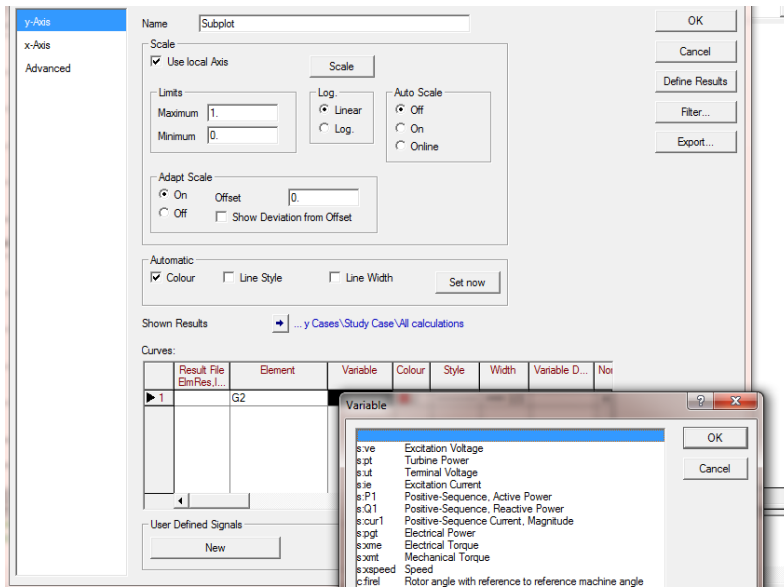 y-Axis
x-Axis
Advanced
Name Subplot
Scale
Use local Axis Scale
Limits
Maximum 1.
Minimum 0.
Log.
Linear
Log.
Auto Scale
Off
On
Online
Adapt Scale
On Offset 0.
Off Show Deviation from Offset
Automatic
Colour Line Style Line Width Set now
Shown Results ... y Cases\Study Case\All calculations
Curves:
Result File ElmRes,I... Element Variable Colour Style Width Variable D... Nor
1 G2
User Defined Signals
New
OK
Cancel
Define Results
Filter...
Export...
Variable
s:ve Excitation Voltage
s:pt Turbine Power
s:ut Terminal Voltage
s:ie Excitation Current
s:P1 Positive-Sequence, Active Power
s:Q1 Positive-Sequence, Reactive Power
s:cur1 Positive-Sequence Current, Magnitude
s:pgt Electrical Power
s:xme Electrical Torque
s:xmt Mechanical Torque
s:xspeed Speed
c:firel Rotor angle with reference to reference machine angle
OK
Cancel